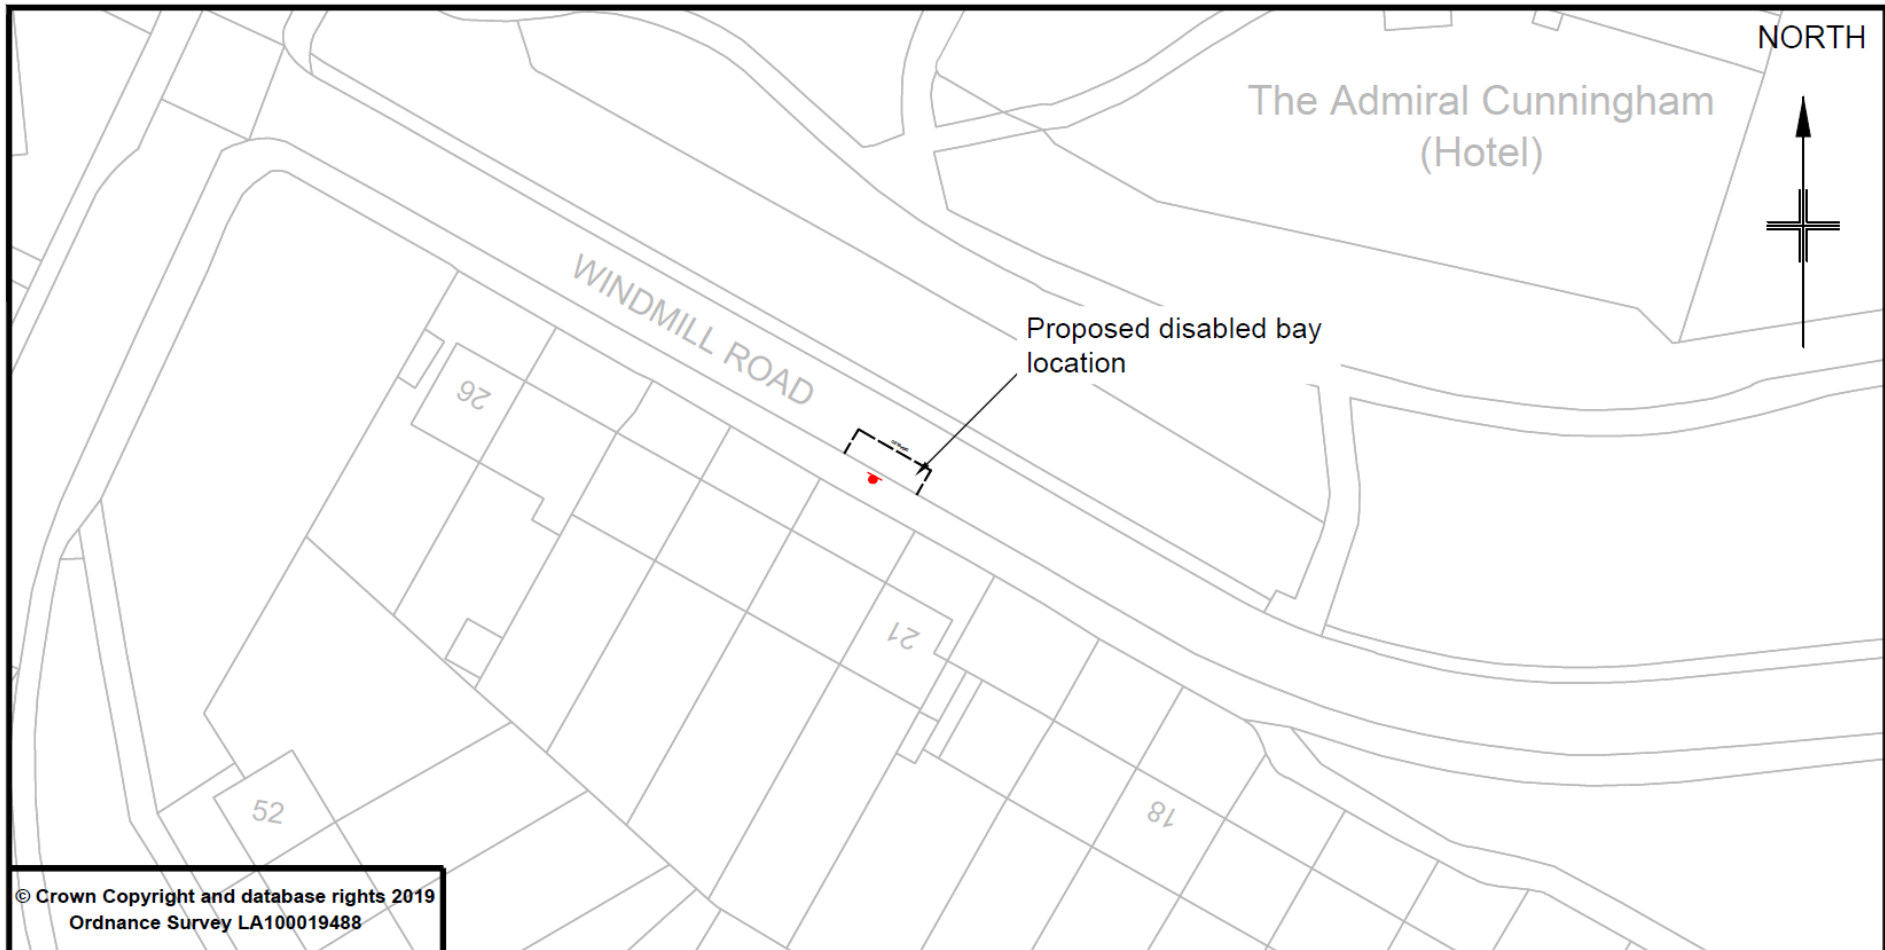 NORTH
The Admiral Cunningham
(Hotel)
WINDMILL ROAD
Proposed disabled bay
location
26
21
18
52
© Crown Copyright and database rights 2019
Ordnance Survey LA100019488